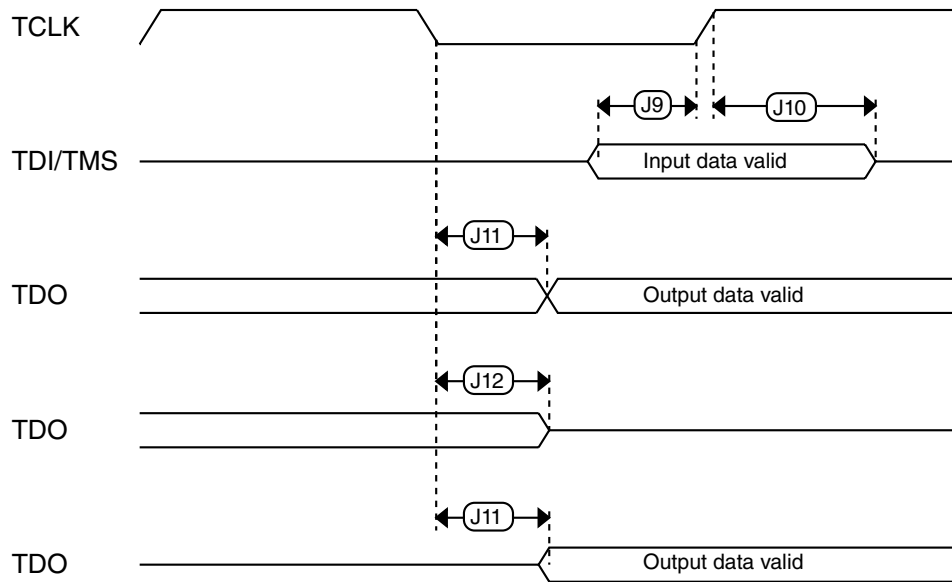 TCLK
J9
J10
TDI/TMS
Input data valid
J11
TDO
Output data valid
J12
TDO
J11
TDO
Output data valid